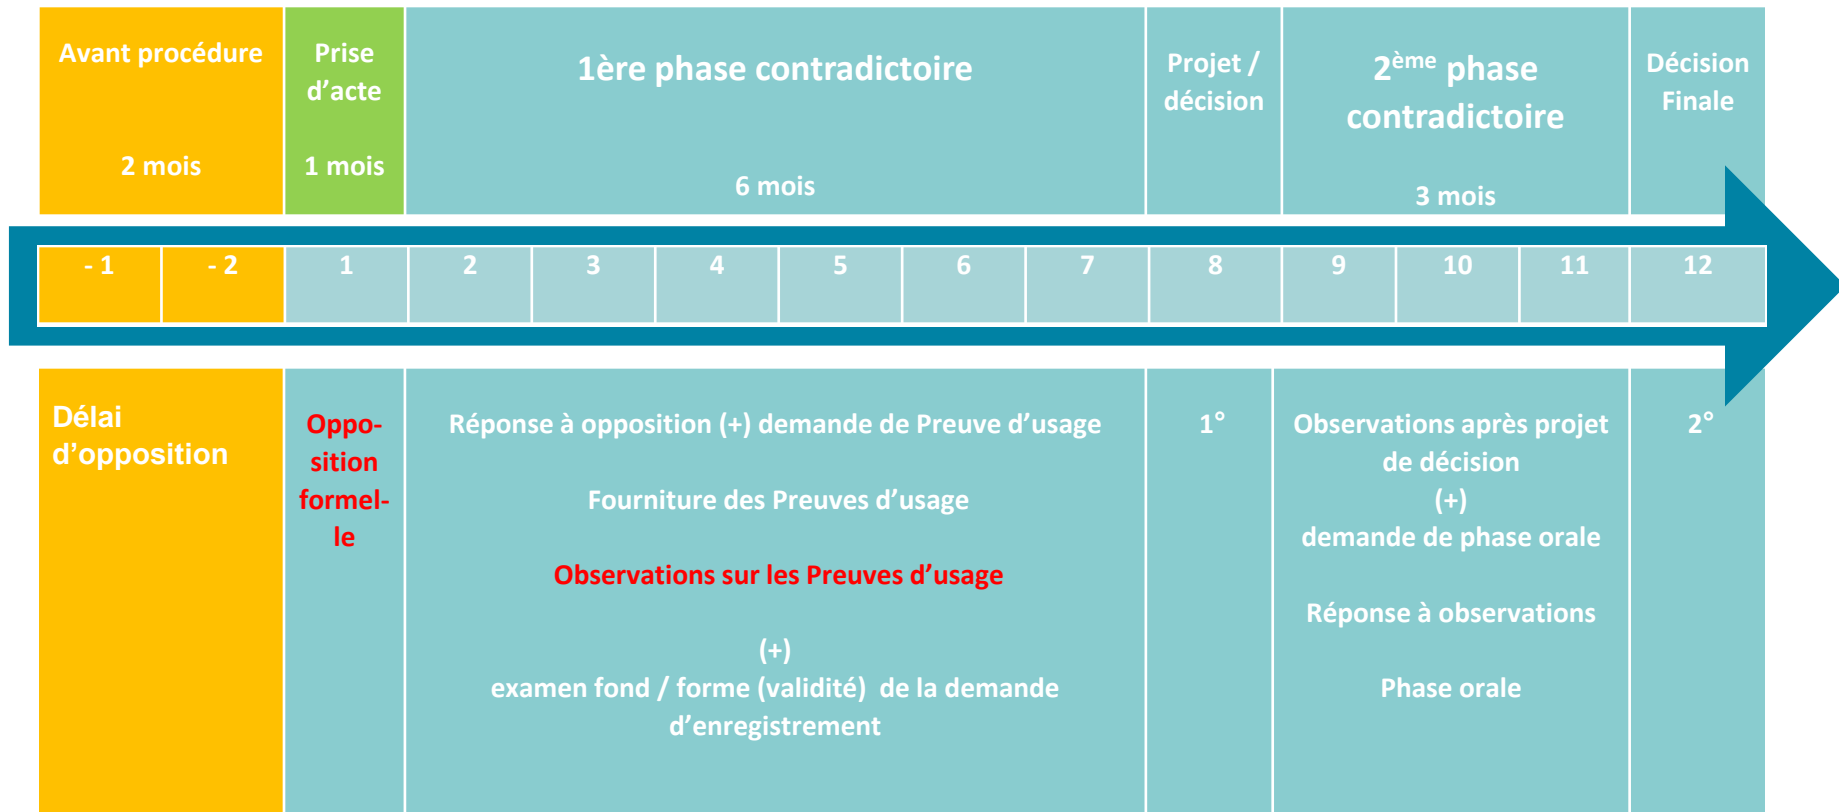 Avant procédure
2 mois
Prise
d’acte
1 mois
1ère phase contradictoire
6 mois
Projet /
décision
2ème phase
contradictoire
3 mois
Décision
Finale
- 1 - 2 1 2 3 4 5 6 7 8 9 10 11 12
Délai
d’opposition
Oppo-
sition
formel-
le
Réponse à opposition (+) demande de Preuve d’usage
Fourniture des Preuves d’usage
Observations sur les Preuves d’usage
(+)
examen fond / forme (validité) de la demande
d’enregistrement
1°
Observations après projet
de décision
(+)
demande de phase orale
Réponse à observations
Phase orale
2°